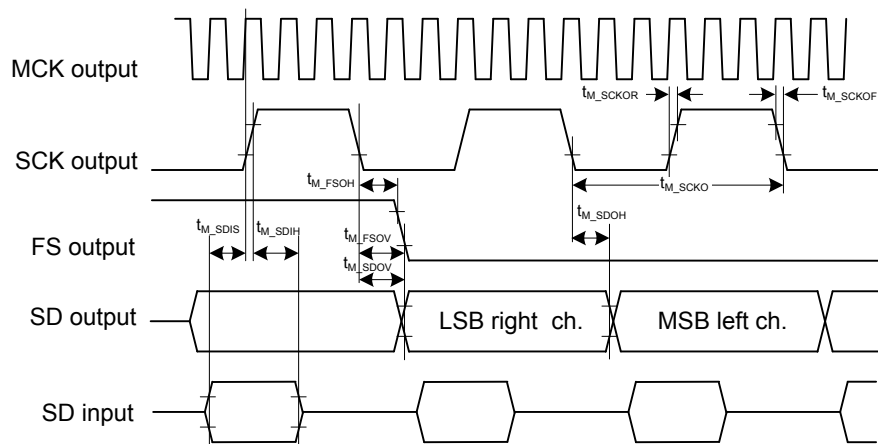 MCK output
t_M_SCKOR
t_M_SCKOF
SCK output
t_M_FSOH
t_M_SCKO
t_M_SDIS
t_M_SDIH
t_M_SDOH
FS output
t_M_FSOV
t_M_SDOV
SD output
LSB right ch.
MSB left ch.
SD input